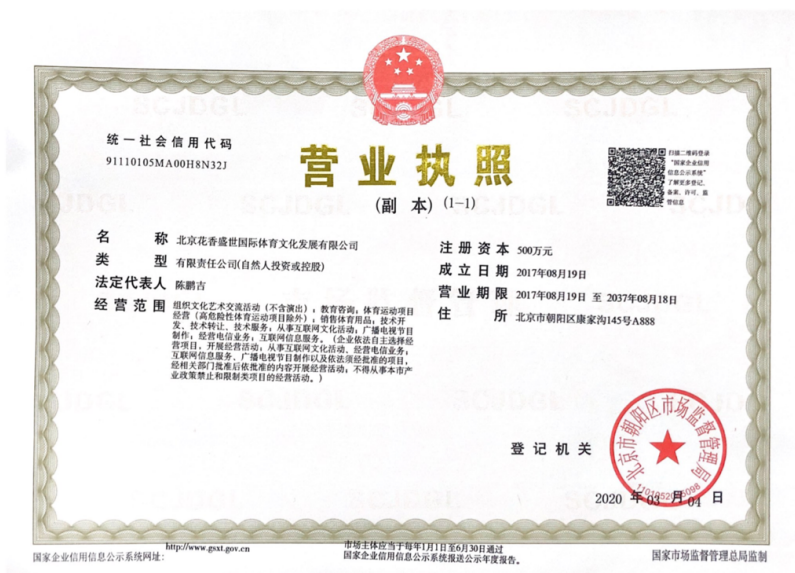 统一社会信用代码
91110105MA00H8N32J
营业执照
(副 本) (1-1)
扫描二维码登录
"国家企业信用
信息公示系统"
了解更多登记、
备案、许可、监
管信息
名 称 北京花香盛世国际体育文化发展有限公司
类 型 有限责任公司(自然人投资或控股)
法定代表人 陈鹏吉
经营范围 组织文化艺术交流活动（不含演出）；教育咨询；体育运动项目
经营（高危险性体育运动项目除外）；销售体育用品；技术开
发、技术转让、技术服务；从事互联网文化活动；广播电视节目
制作；经营电信业务；互联网信息服务。（企业依法自主选择经
营项目，开展经营活动；从事互联网文化活动、经营电信业务；
互联网信息服务、广播电视节目制作以及依法须经批准的项目，
经相关部门批准后依批准的内容开展经营活动；不得从事本市产
业政策禁止和限制类项目的经营活动。）
注册资本 500万元
成立日期 2017年08月19日
营业期限 2017年08月19日 至 2037年08月18日
住 所 北京市朝阳区康家沟145号A888
登记机关
北京市朝阳区市场监督管理局
2020 年 03 月 04 日
国家企业信用信息公示系统网址：
http://www.gsxt.gov.cn
市场主体应当于每年1月1日至6月30日通过
国家企业信用信息公示系统报送公示年度报告。
国家市场监督管理总局监制
SCJDGL